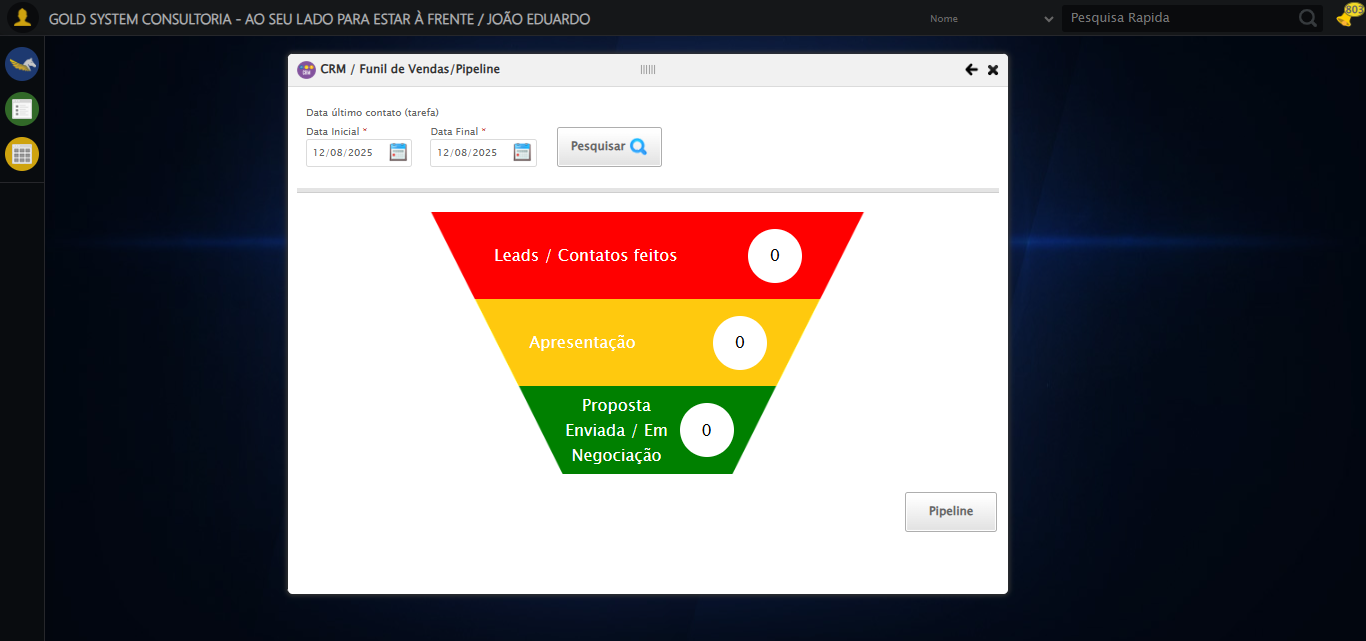 GOLD SYSTEM CONSULTORIA - AO SEU LADO PARA ESTAR À FRENTE / JOÃO EDUARDO
Nome
Pesquisa Rapida
803
CRM / Funil de Vendas/Pipeline
Data último contato (tarefa)
Data Inicial *
Data Final *
12/08/2025
12/08/2025
Pesquisar
Leads / Contatos feitos
0
Apresentação
0
Proposta
Enviada / Em
Negociação
0
Pipeline